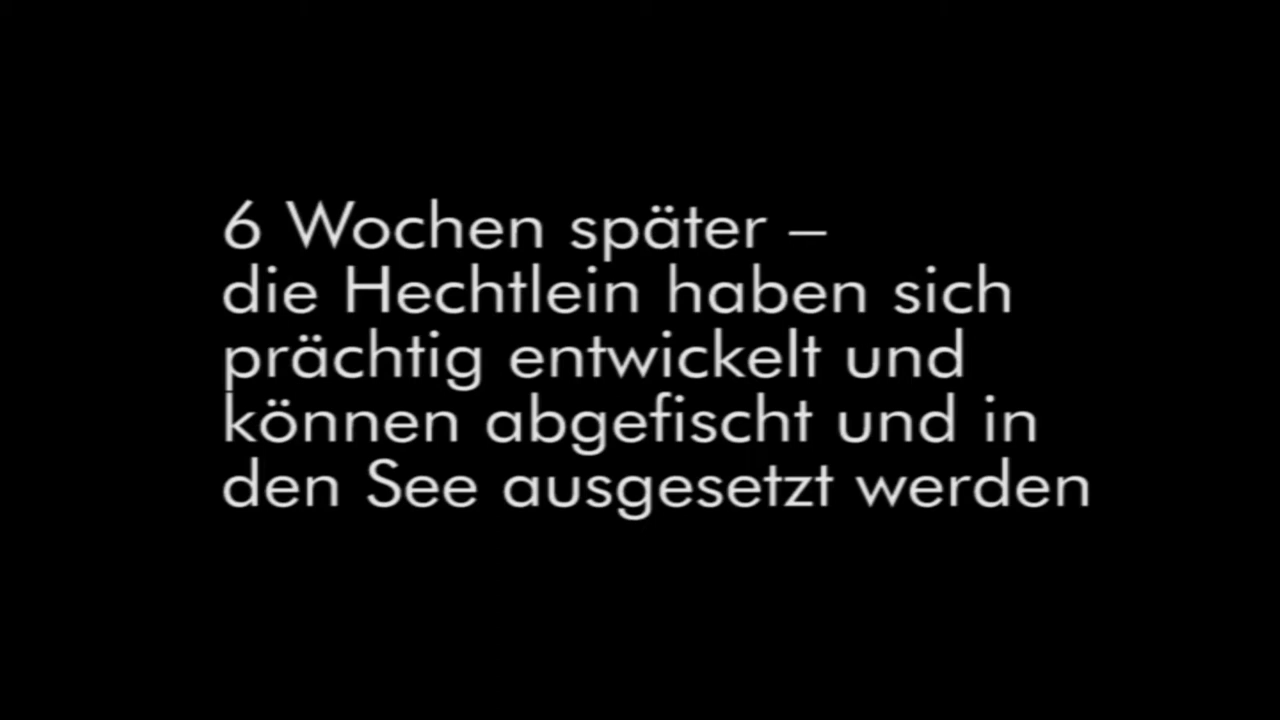 6 Wochen später –
die Hechtlein haben sich
prächtig entwickelt und
können abgefischt und in
den See ausgesetzt werden